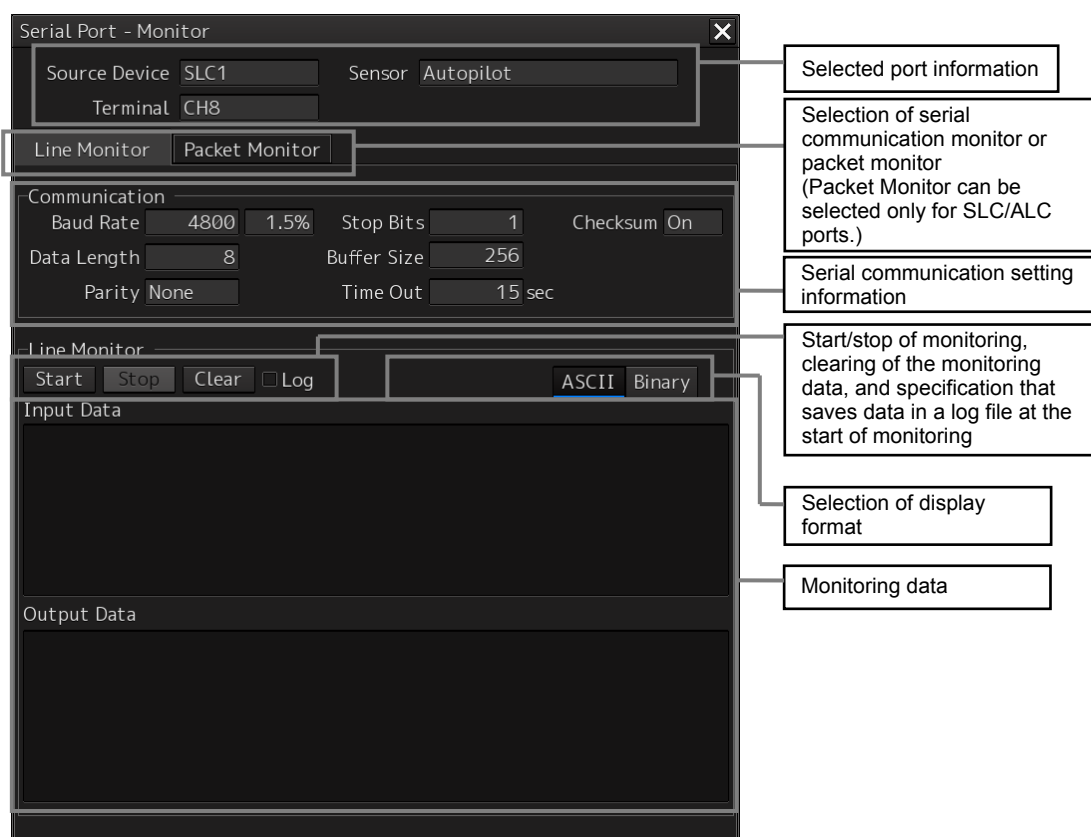 Serial Port - Monitor
Source Device SLC1 Sensor Autopilot
Terminal CH8
Line Monitor Packet Monitor
Communication
Baud Rate 4800 1.5% Stop Bits 1 Checksum On
Data Length 8 Buffer Size 256
Parity None Time Out 15 sec
Line Monitor
Start Stop Clear Log ASCII Binary
Input Data
Output Data
Selected port information
Selection of serial
communication monitor or
packet monitor
(Packet Monitor can be
selected only for SLC/ALC
ports.)
Serial communication setting
information
Start/stop of monitoring,
clearing of the monitoring
data, and specification that
saves data in a log file at the
start of monitoring
Selection of display
format
Monitoring data